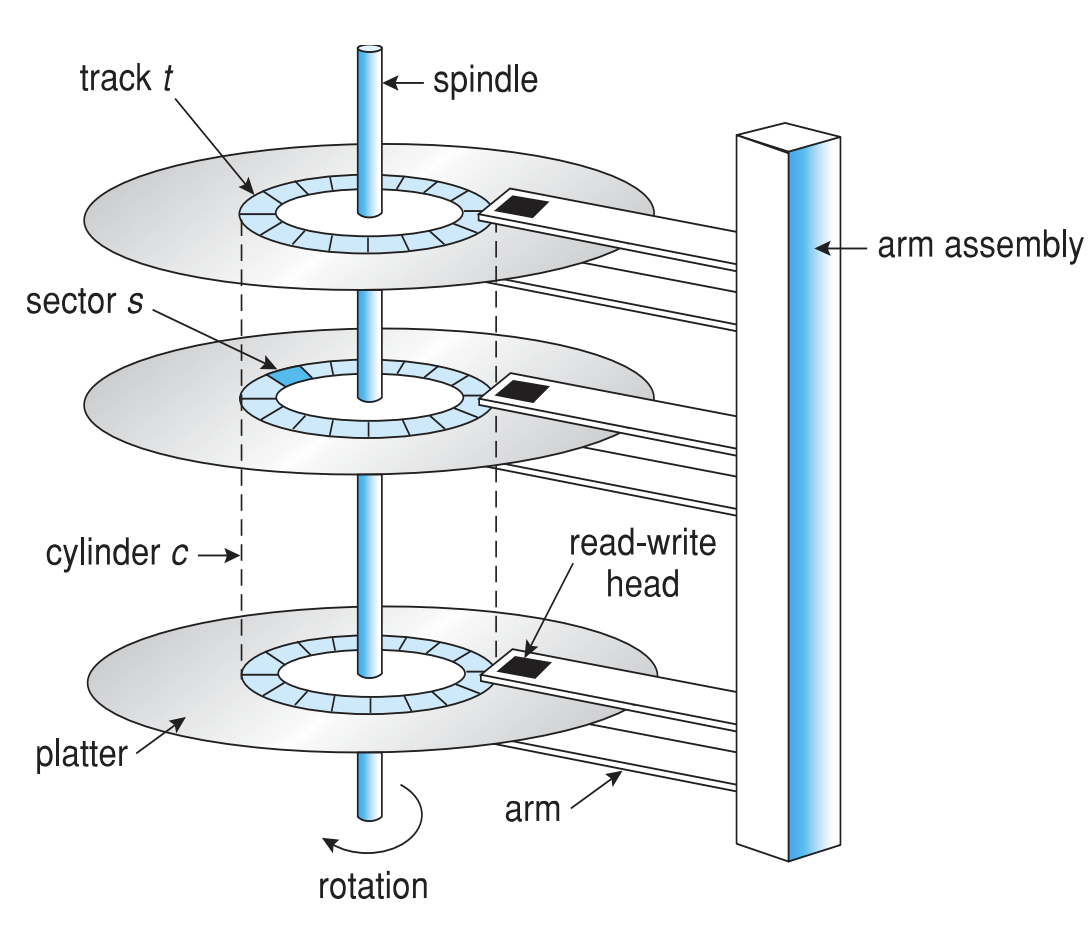 track t
spindle
arm assembly
sector s
cylinder c
read-write
head
platter
arm
rotation